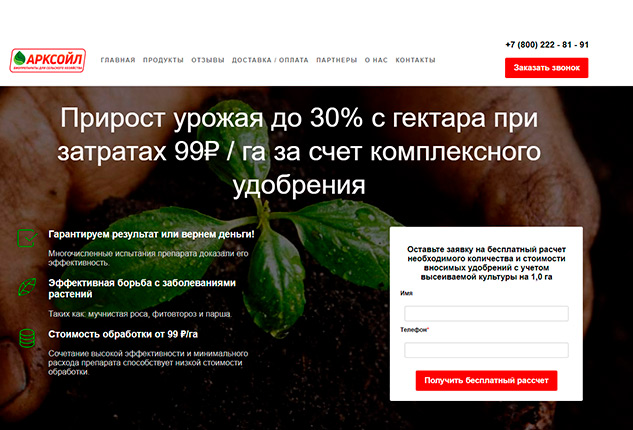 +7 (800) 222 - 81 - 91
АРКСОЙЛ
БИОПРЕПАРАТЫ ДЛЯ СЕЛЬСКОГО ХОЗЯЙСТВА
ГЛАВНАЯ ПРОДУКТЫ ОТЗЫВЫ ДОСТАВКА / ОПЛАТА ПАРТНЕРЫ О НАС КОНТАКТЫ
Заказать звонок
Прирост урожая до 30% с гектара при
затратах 99₽ / га за счет комплексного
удобрения
Гарантируем результат или вернем деньги!
Многочисленные испытания препарата доказали его
эффективность.
Эффективная борьба с заболеваниями
растений
Таких как: мучнистая роса, фитовтороз и парша.
Стоимость обработки от 99 ₽/га
Сочетание высокой эффективности и минимального
расхода препарата способствует низкой стоимости
обработки.
Оставьте заявку на бесплатный расчет
необходимого количества и стоимости
вносимых удобрений с учетом
высеиваемой культуры на 1,0 га
Имя
Телефон*
Получить бесплатный рассчет